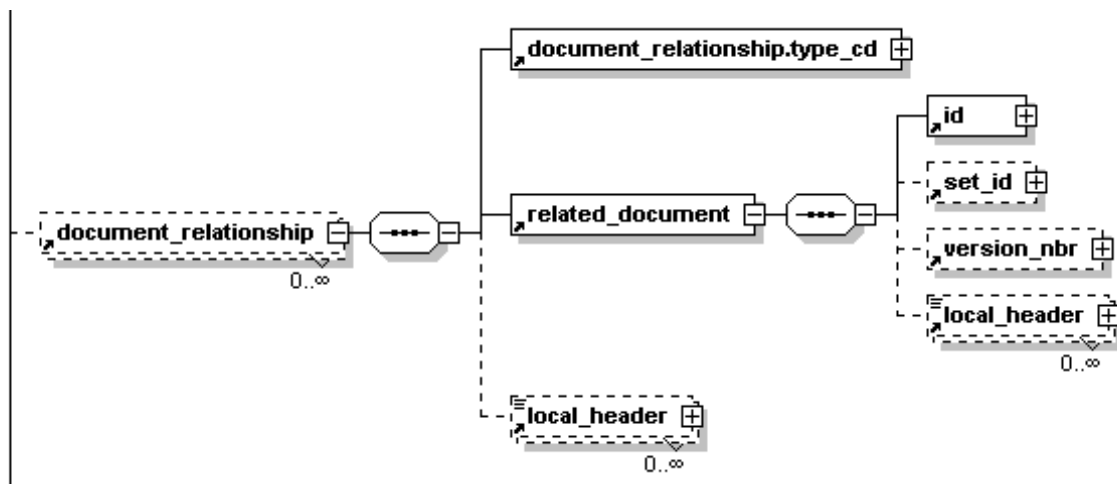 document_relationship.type_cd
id
set_id
related_document
document_relationship
0..∞
version_nbr
local_header
0..∞
local_header
0..∞